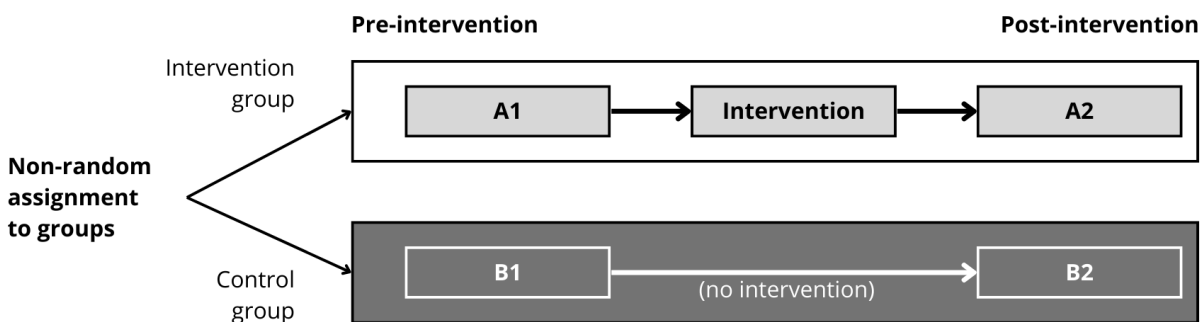 Pre-intervention
Post-intervention
Intervention
group
A1
Intervention
A2
Non-random
assignment
to groups
B1
B2
(no intervention)
Control
group